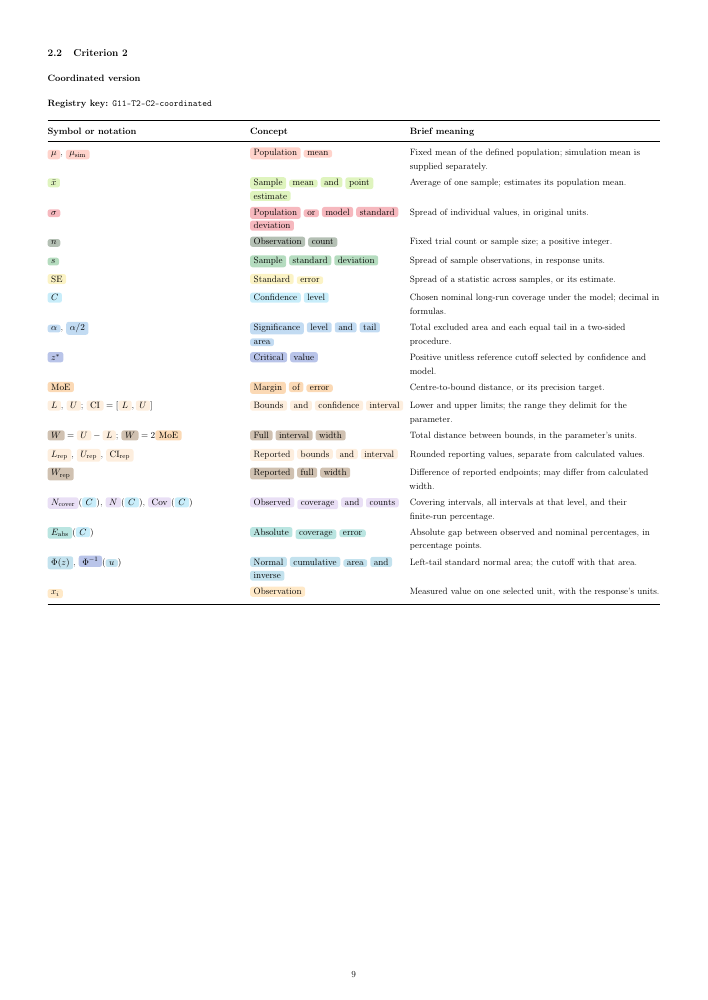 2.2 Criterion 2
Coordinated version
Registry key: G11-T2-C2-coordinated
Symbol or notation Concept Brief meaning
μ, μsim Population mean Fixed mean of the defined population; simulation mean is
supplied separately.
x̄ Sample mean and point Average of one sample; estimates its population mean.
estimate
σ Population or model standard Spread of individual values, in original units.
deviation
n Observation count Fixed trial count or sample size; a positive integer.
s Sample standard deviation Spread of sample observations, in response units.
SE Standard error Spread of a statistic across samples, or its estimate.
C Confidence level Chosen nominal long-run coverage under the model; decimal in
formulas.
α, α/2 Significance level and tail Total excluded area and each equal tail in a two-sided
area procedure.
z* Critical value Positive unitless reference cutoff selected by confidence and
model.
MoE Margin of error Centre-to-bound distance, or its precision target.
L, U; CI = [L, U] Bounds and confidence interval Lower and upper limits; the range they delimit for the
parameter.
W = U − L; W = 2 MoE Full interval width Total distance between bounds, in the parameter's units.
Lrep, Urep, CIrep Reported bounds and interval Rounded reporting values, separate from calculated values.
Wrep Reported full width Difference of reported endpoints; may differ from calculated
width.
Ncover(C), N(C), Cov(C) Observed coverage and counts Covering intervals, all intervals at that level, and their
finite-run percentage.
Eabs(C) Absolute coverage error Absolute gap between observed and nominal percentages, in
percentage points.
Φ(z), Φ⁻¹(u) Normal cumulative area and Left-tail standard normal area; the cutoff with that area.
inverse
xi Observation Measured value on one selected unit, with the response's units.
9